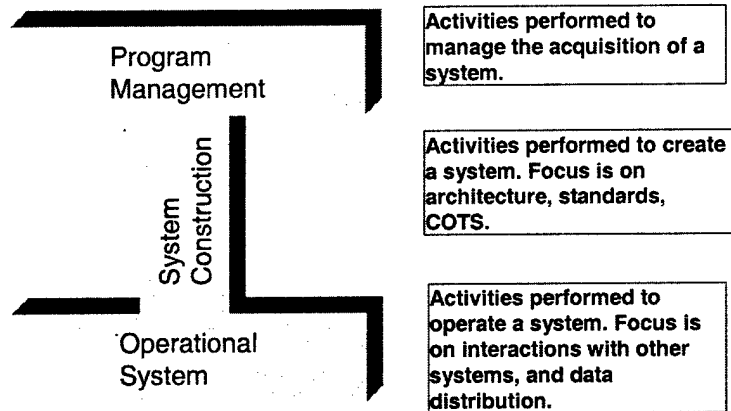 Program
Management
Activities performed to
manage the acquisition of a
system.
System
Construction
Activities performed to create
a system. Focus is on
architecture, standards,
COTS.
Operational
System
Activities performed to
operate a system. Focus is
on interactions with other
systems, and data
distribution.